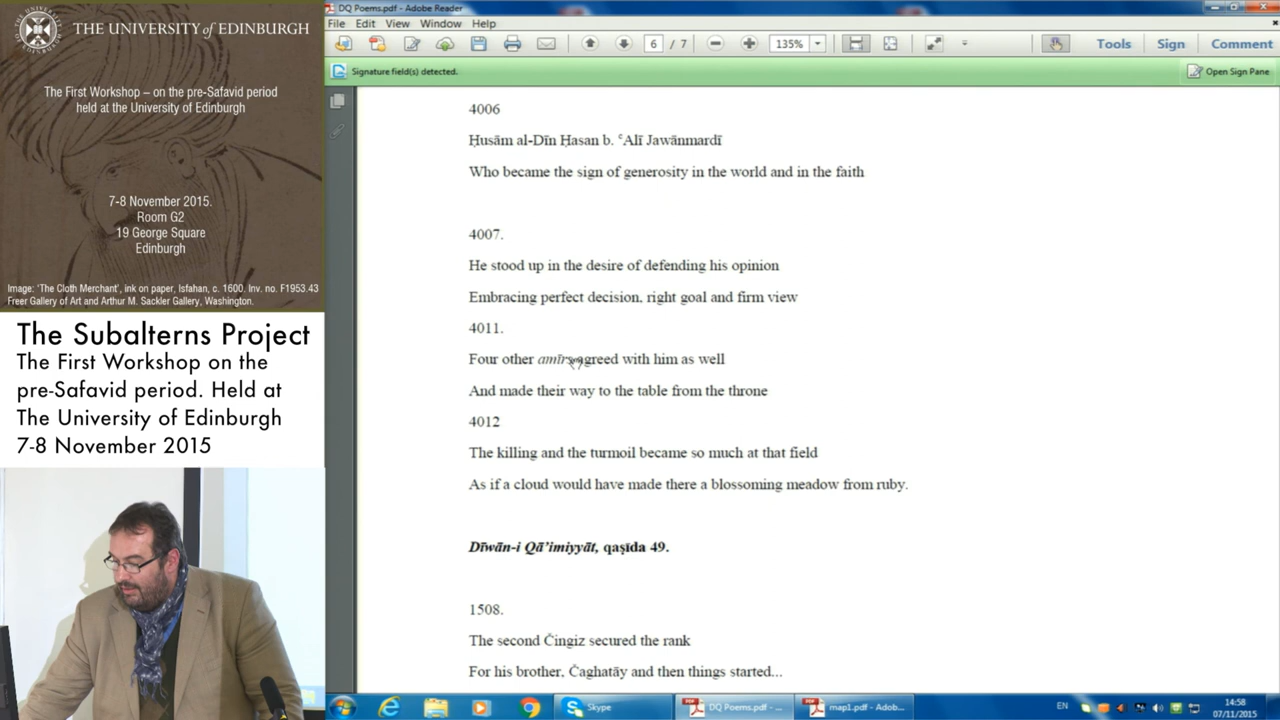 THE UNIVERSITY of EDINBURGH
The First Workshop – on the pre-Safavid period
held at the University of Edinburgh
7-8 November 2015.
Room G2
19 George Square
Edinburgh
Image: 'The Cloth Merchant', ink on paper, Isfahan, c. 1600. Inv. no. F1953.43
Freer Gallery of Art and Arthur M. Sackler Gallery, Washington.
The Subalterns Project
The First Workshop on the
pre-Safavid period. Held at
The University of Edinburgh
7-8 November 2015
DQ Poems.pdf - Adobe Reader
File Edit View Window Help
6 / 7 135% Tools Sign Comment
Signature field(s) detected. Open Sign Pane
4006
Ḥusām al-Dīn Ḥasan b. ʿAlī Jawānmardī
Who became the sign of generosity in the world and in the faith
4007.
He stood up in the desire of defending his opinion
Embracing perfect decision, right goal and firm view
4011.
Four other amīrs agreed with him as well
And made their way to the table from the throne
4012
The killing and the turmoil became so much at that field
As if a cloud would have made there a blossoming meadow from ruby.
Dīwān-i Qā'imiyyāt, qaṣīda 49.
1508.
The second Čingiz secured the rank
For his brother, Čaghatāy and then things started...
Skype DQ Poems.pdf - ... map1.pdf - Adob... EN 14:58
07/11/2015